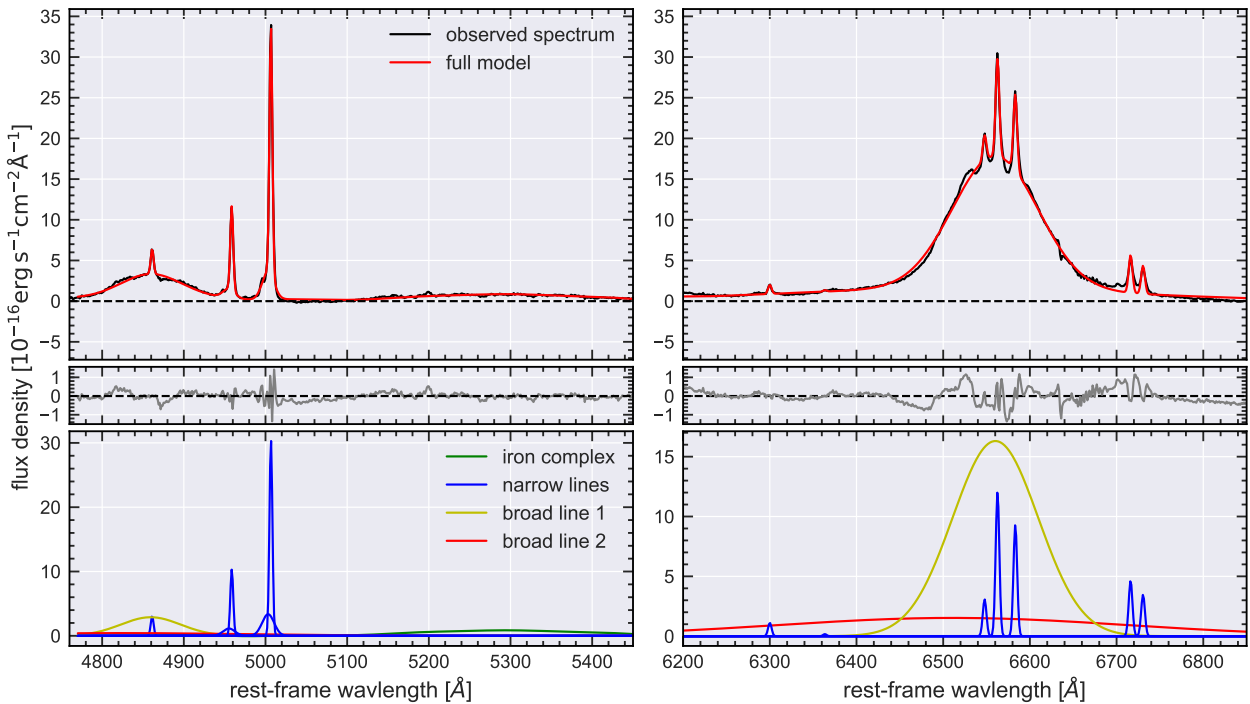 35
30
25
20
15
10
5
0
−5
observed spectrum
full model
35
30
25
20
15
10
5
0
−5
1
0
−1
1
0
−1
flux density [10⁻¹⁶erg s⁻¹cm⁻²Å⁻¹]
30
20
10
0
iron complex
narrow lines
broad line 1
broad line 2
15
10
5
0
4800 4900 5000 5100 5200 5300 5400
6200 6300 6400 6500 6600 6700 6800
rest-frame wavlength [Å]
rest-frame wavlength [Å]